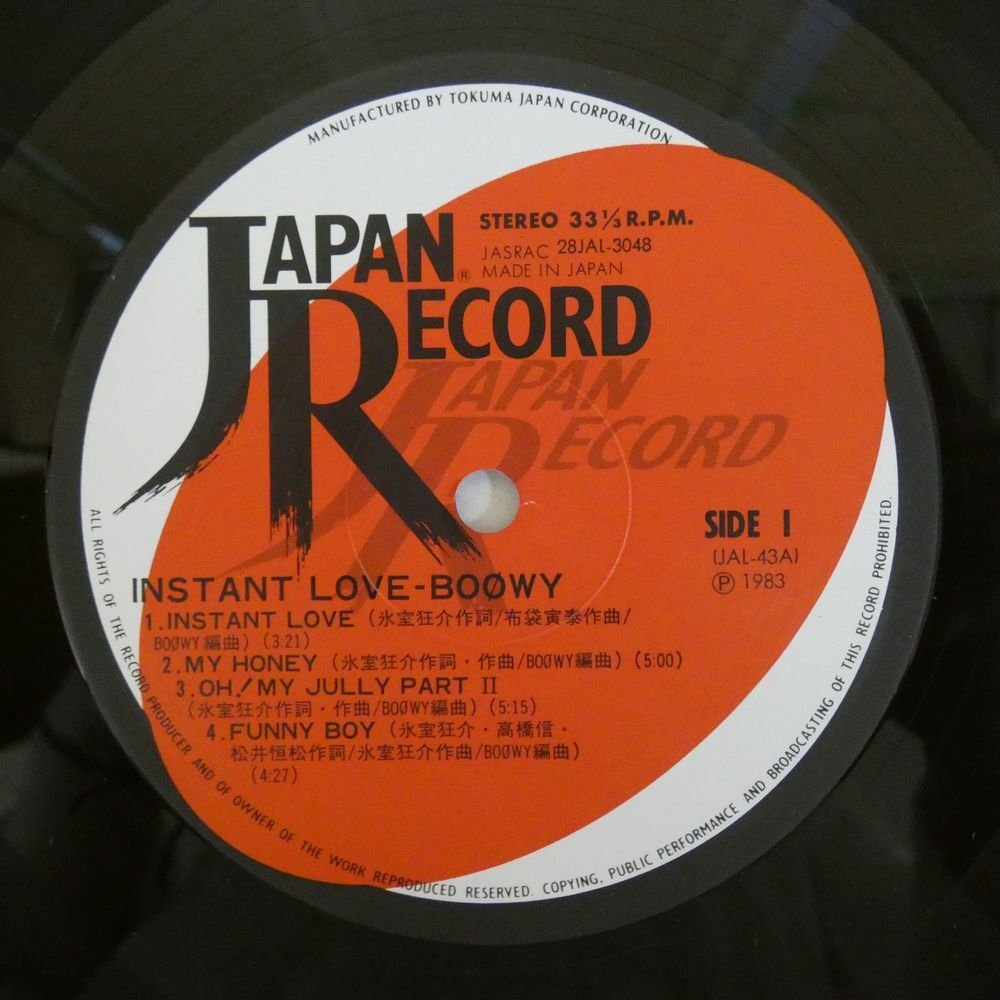 MANUFACTURED BY TOKUMA JAPAN CORPORATION
JAPAN
RECORD
®
STEREO 33 1/3 R.P.M.
JASRAC 28JAL-3048
MADE IN JAPAN
JAPAN
RECORD
SIDE I
(JAL-43A)
Ⓟ 1983
INSTANT LOVE-BOØWY
1.INSTANT LOVE (氷室狂介作詞/布袋寅泰作曲/
BOØWY編曲) (3:21)
2.MY HONEY (氷室狂介作詞・作曲/BOØWY編曲) (5:00)
3.OH!MY JULLY PART II
(氷室狂介作詞・作曲/BOØWY編曲) (5:15)
4.FUNNY BOY (氷室狂介・高橋信・
松井恒松作詞/氷室狂介作曲/BOØWY編曲)
(4:27)
ALL RIGHTS OF THE RECORD PRODUCER AND OF OWNER OF THE WORK REPRODUCED RESERVED. COPYING, PUBLIC PERFORMANCE AND BROADCASTING OF THIS RECORD PROHIBITED.